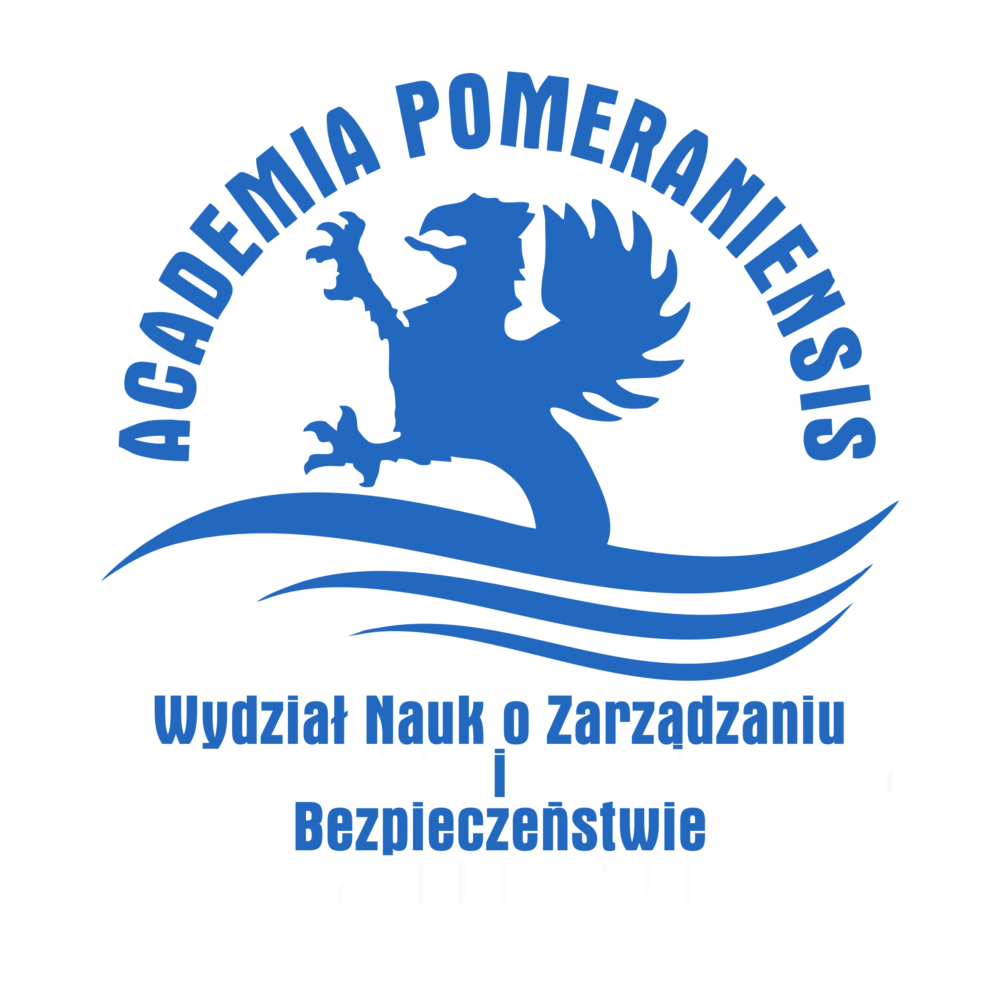 ACADEMIA POMERANIENSIS
Wydział Nauk o Zarządzaniu
i
Bezpieczeństwie